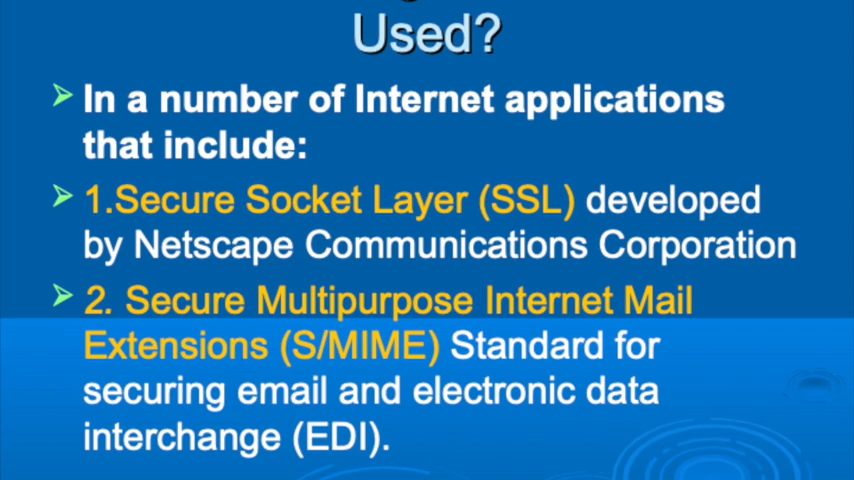 Used?
In a number of Internet applications
that include:
1.Secure Socket Layer (SSL) developed
by Netscape Communications Corporation
2. Secure Multipurpose Internet Mail
Extensions (S/MIME) Standard for
securing email and electronic data
interchange (EDI).